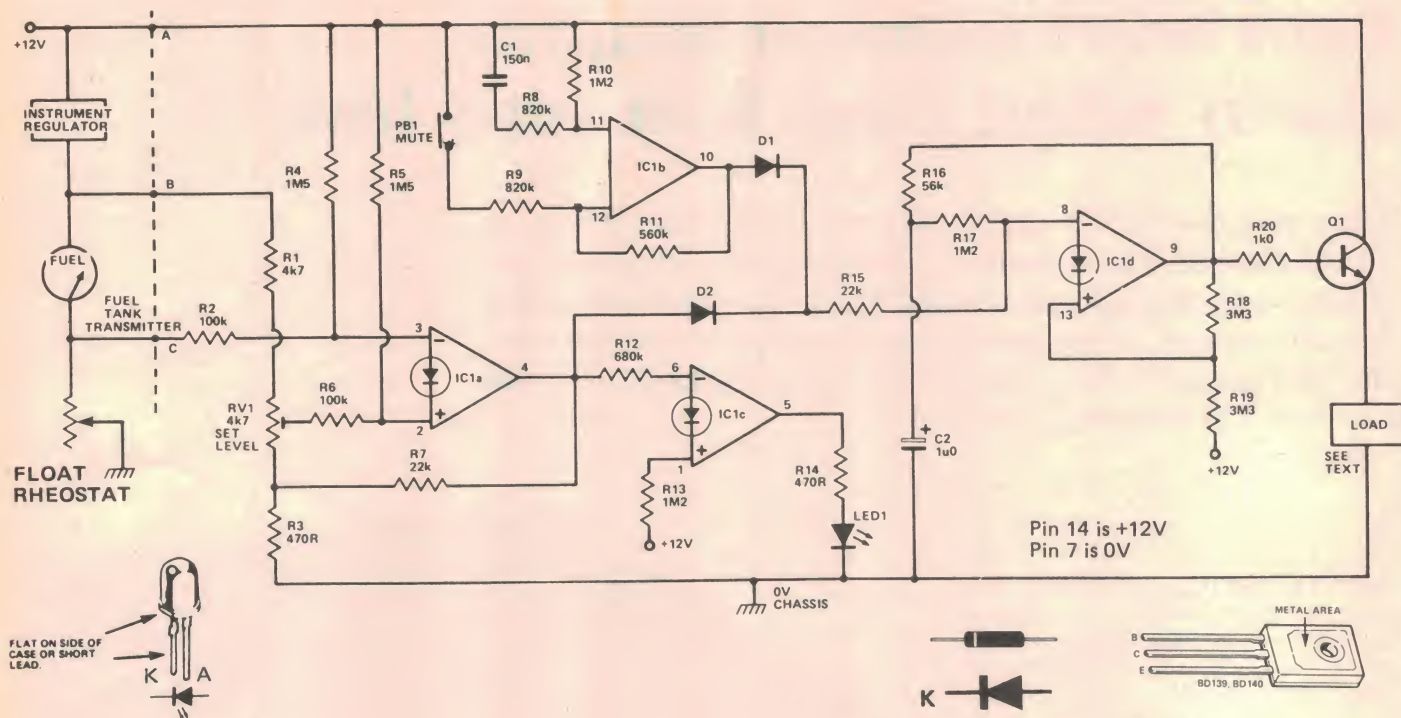 +12V
A
INSTRUMENT
REGULATOR
B
FUEL
FUEL
TANK
TRANSMITTER
C
FLOAT
RHEOSTAT
R1
4k7
R2
100k
RV1
4k7
SET
LEVEL
R3
470R
R4
1M5
R5
1M5
R6
100k
R7
22k
PB1
MUTE
C1
150n
R8
820k
R9
820k
R10
1M2
11
12
IC1b
10
R11
560k
D1
D2
3
2
IC1a
4
R12
680k
6
1
IC1c
5
R13
1M2
+12V
R14
470R
LED1
R15
22k
R16
56k
R17
1M2
C2
1u0
8
13
IC1d
9
R18
3M3
R19
3M3
+12V
R20
1k0
Q1
LOAD
SEE
TEXT
Pin 14 is +12V
Pin 7 is 0V
0V
CHASSIS
FLAT ON SIDE OF
CASE OR SHORT
LEAD.
K A
K
METAL AREA
B
C
E
BD139, BD140